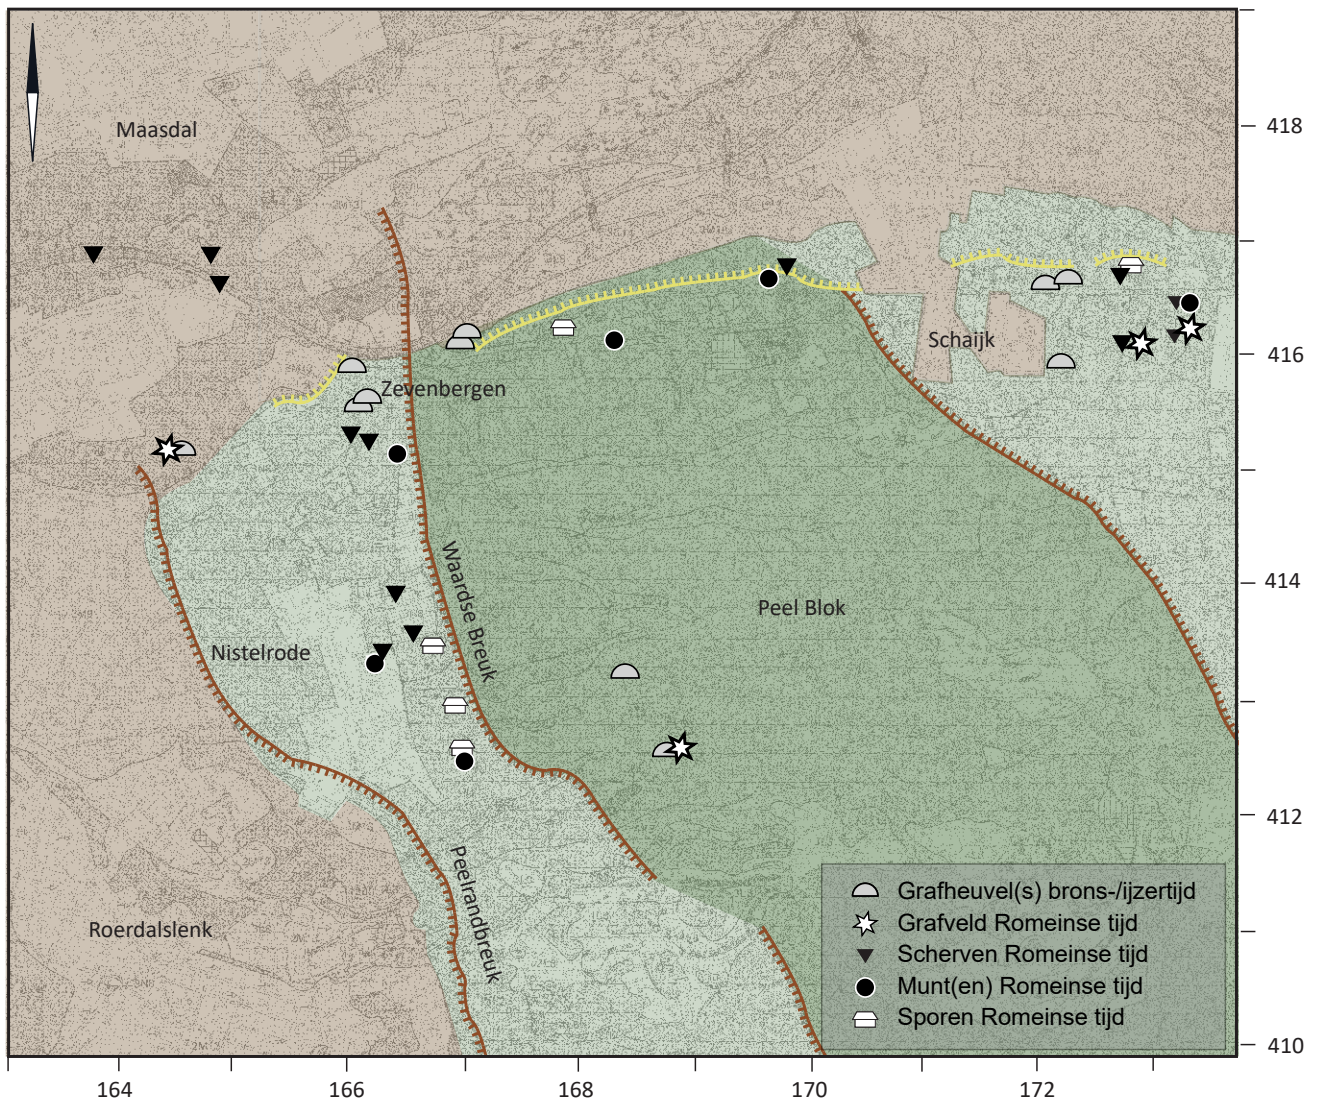 Maasdal
418
Schaijk
416
Zevenbergen
414
Waardse Breuk
Peel Blok
Nistelrode
412
Peelrandbreuk
Roerdalslenk
Grafheuvel(s) brons-/ijzertijd
Grafveld Romeinse tijd
Scherven Romeinse tijd
Munt(en) Romeinse tijd
Sporen Romeinse tijd
410
164
166
168
170
172